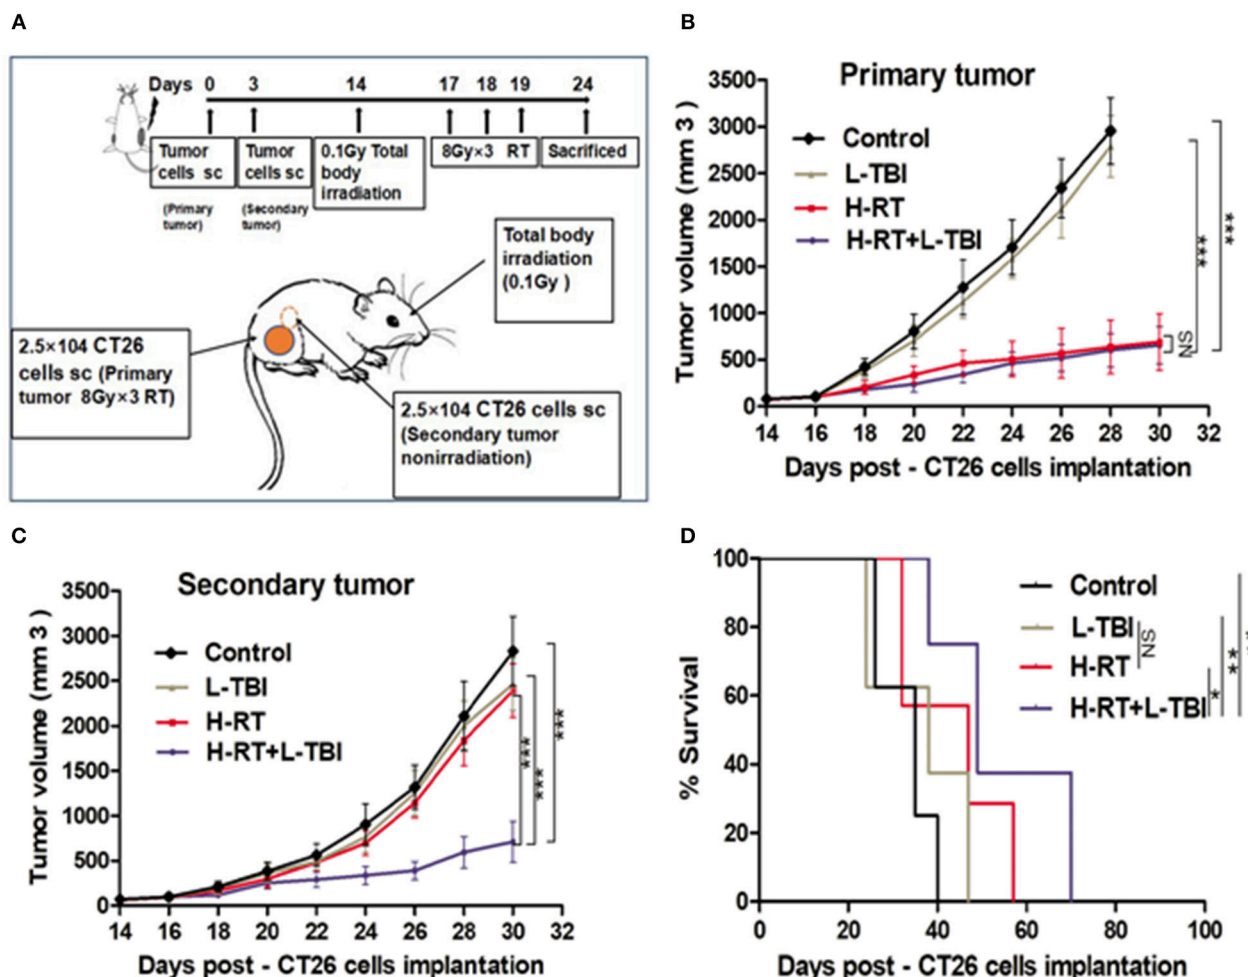 A
Days 0 3 14 17 18 19 24
Tumor
cells sc
(Primary
tumor)
Tumor
cells sc
(Secondary
tumor)
0.1Gy Total
body
irradiation
8Gy×3 RT
Sacrificed
Total body
irradiation
(0.1Gy )
2.5×104 CT26
cells sc (Primary
tumor 8Gy×3 RT)
2.5×104 CT26 cells sc
(Secondary tumor
nonirradiation)
B
Primary tumor
Tumor volume (mm 3 )
3500
3000
2500
2000
1500
1000
500
0
Control
L-TBI
H-RT
H-RT+L-TBI
***
***
NS
14 16 18 20 22 24 26 28 30 32
Days post - CT26 cells implantation
C
Secondary tumor
Tumor volume (mm 3 )
3500
3000
2500
2000
1500
1000
500
0
Control
L-TBI
H-RT
H-RT+L-TBI
***
***
***
14 16 18 20 22 24 26 28 30 32
Days post - CT26 cells implantation
D
% Survival
100
80
60
40
20
0
Control
L-TBI
H-RT
H-RT+L-TBI
NS
*
**
0 20 40 60 80 100
Days post - CT26 cells implantation